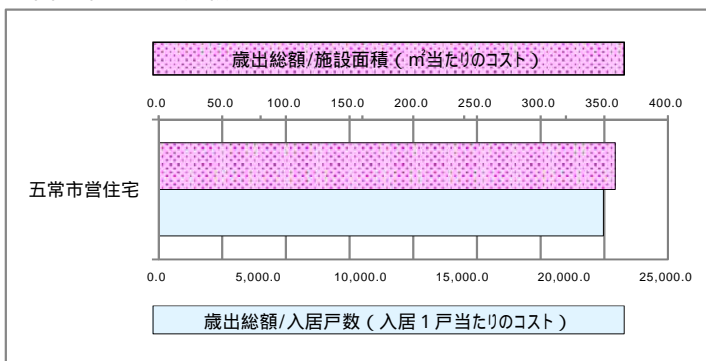 歳出総額/施設面積（㎡当たりのコスト）
0.0 50.0 100.0 150.0 200.0 250.0 300.0 350.0 400.0
五常市営住宅
0.0 5,000.0 10,000.0 15,000.0 20,000.0 25,000.0
歳出総額/入居戸数（入居１戸当たりのコスト）